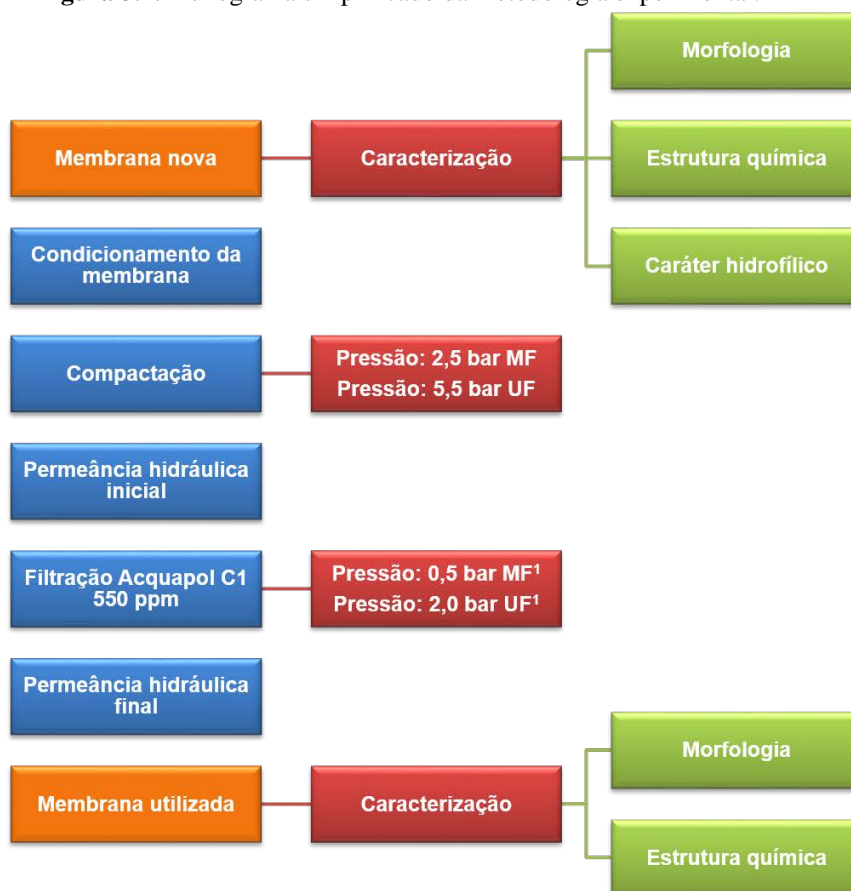 Morfologia
Membrana nova
Caracterização
Estrutura química
Condicionamento da
membrana
Caráter hidrofílico
Compactação
Pressão: 2,5 bar MF
Pressão: 5,5 bar UF
Permeância hidráulica
inicial
Filtração Acquapol C1
550 ppm
Pressão: 0,5 bar MF¹
Pressão: 2,0 bar UF¹
Permeância hidráulica
final
Morfologia
Membrana utilizada
Caracterização
Estrutura química